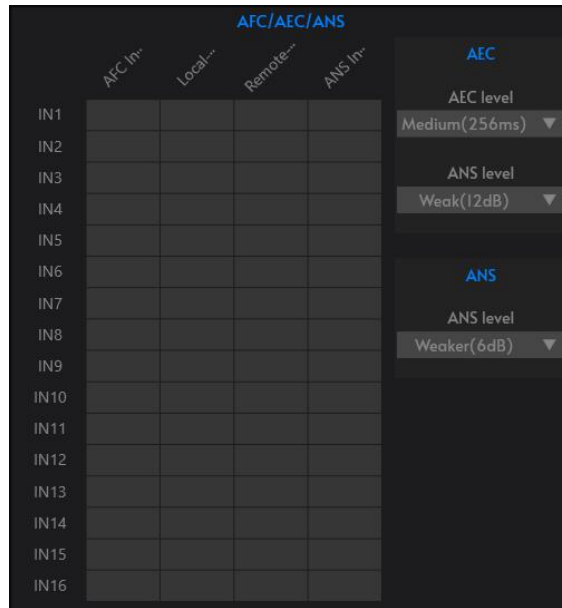 AFC/AEC/ANS
AFC In··
Local-··
Remote-··
ANS In··
IN1
IN2
IN3
IN4
IN5
IN6
IN7
IN8
IN9
IN10
IN11
IN12
IN13
IN14
IN15
IN16
AEC
AEC level
Medium(256ms)
ANS level
Weak(12dB)
ANS
ANS level
Weaker(6dB)